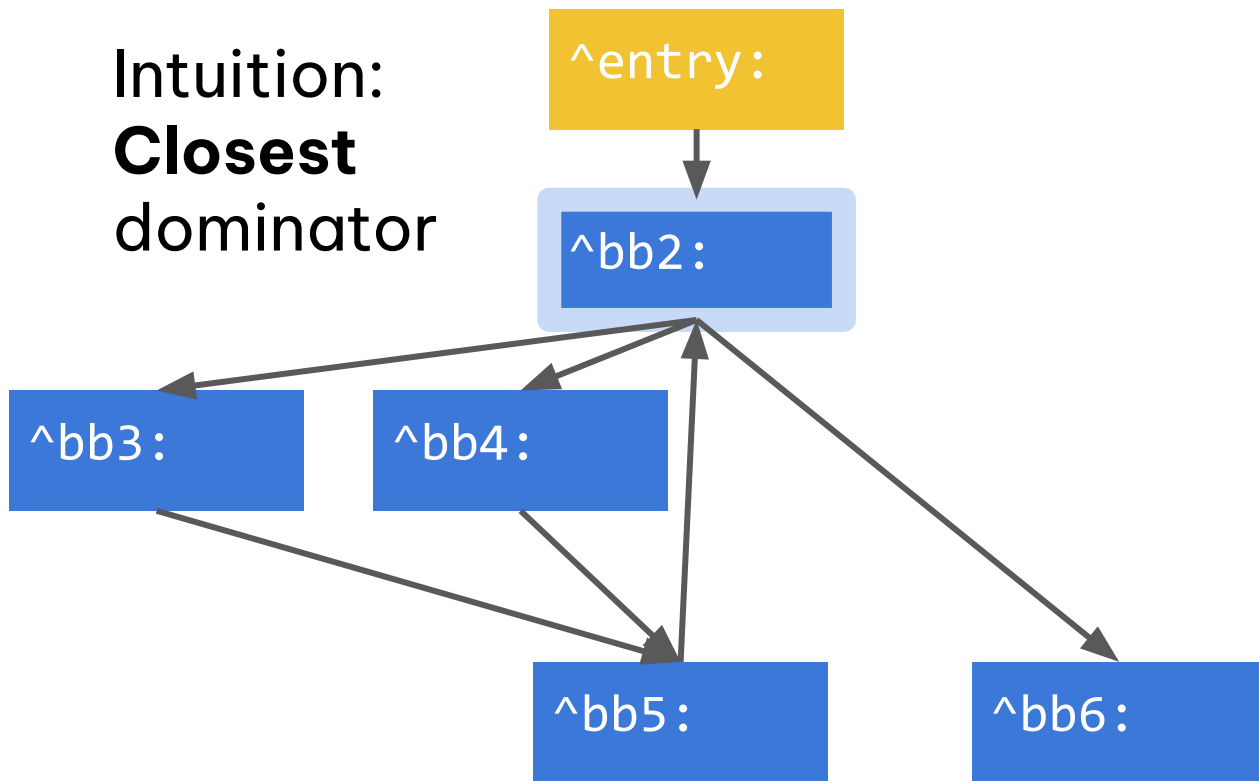 Intuition:
Closest
dominator
^entry:
^bb2:
^bb3:
^bb4:
^bb5:
^bb6: